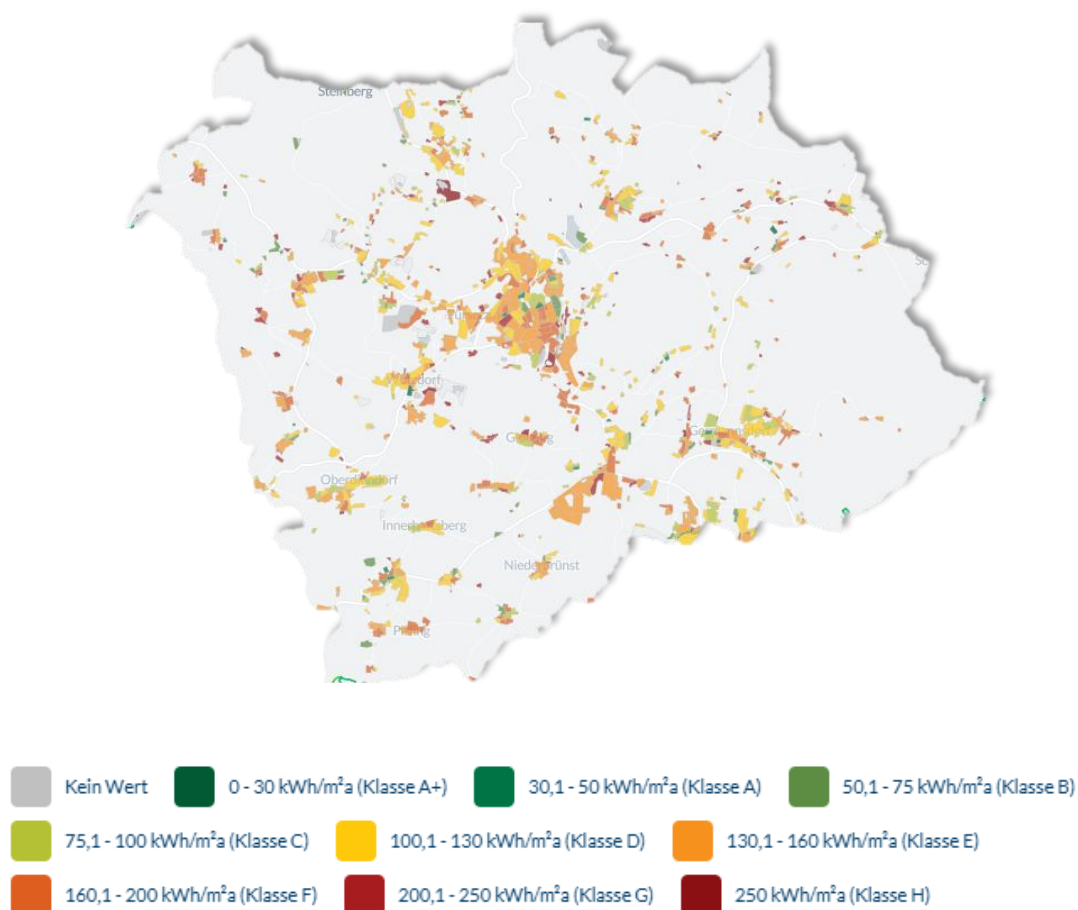 Steinberg
Niederbrünst
Kein Wert
0 - 30 kWh/m²a (Klasse A+)
30,1 - 50 kWh/m²a (Klasse A)
50,1 - 75 kWh/m²a (Klasse B)
75,1 - 100 kWh/m²a (Klasse C)
100,1 - 130 kWh/m²a (Klasse D)
130,1 - 160 kWh/m²a (Klasse E)
160,1 - 200 kWh/m²a (Klasse F)
200,1 - 250 kWh/m²a (Klasse G)
250 kWh/m²a (Klasse H)